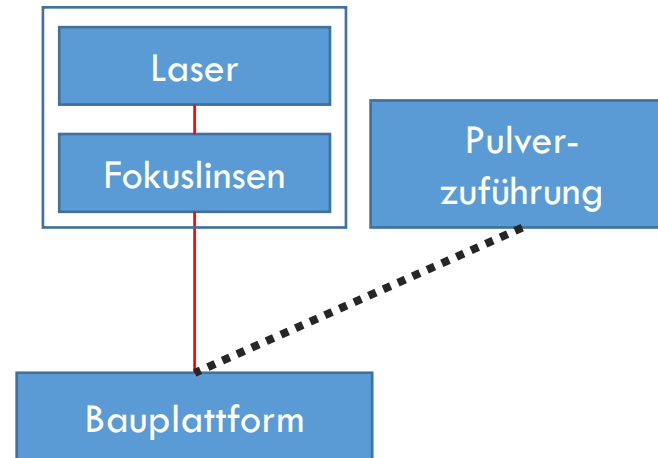 Laser
Fokuslinsen
Pulver-
zuführung
Bauplattform